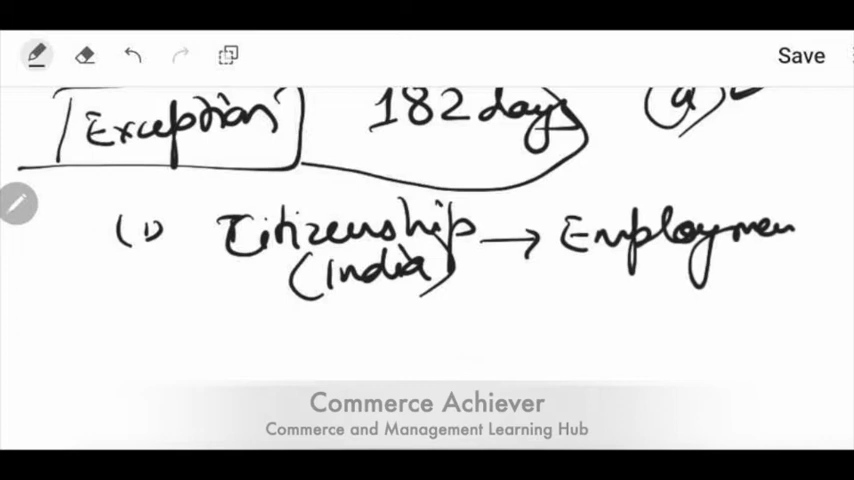 Save
Exception 182 days (a)
(1) Citizenship → Employmen
(India)
Commerce Achiever
Commerce and Management Learning Hub